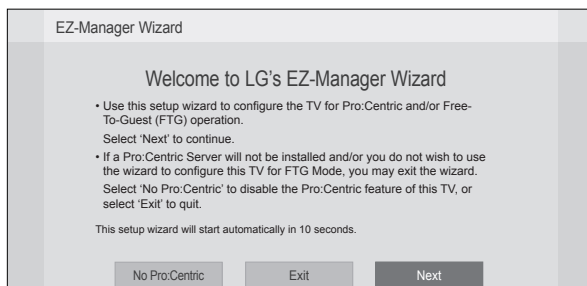 EZ-Manager Wizard
Welcome to LG's EZ-Manager Wizard
• Use this setup wizard to configure the TV for Pro:Centric and/or Free-
To-Guest (FTG) operation.
Select 'Next' to continue.
• If a Pro:Centric Server will not be installed and/or you do not wish to use
the wizard to configure this TV for FTG Mode, you may exit the wizard.
Select 'No Pro:Centric' to disable the Pro:Centric feature of this TV, or
select 'Exit' to quit.
This setup wizard will start automatically in 10 seconds.
No Pro:Centric
Exit
Next